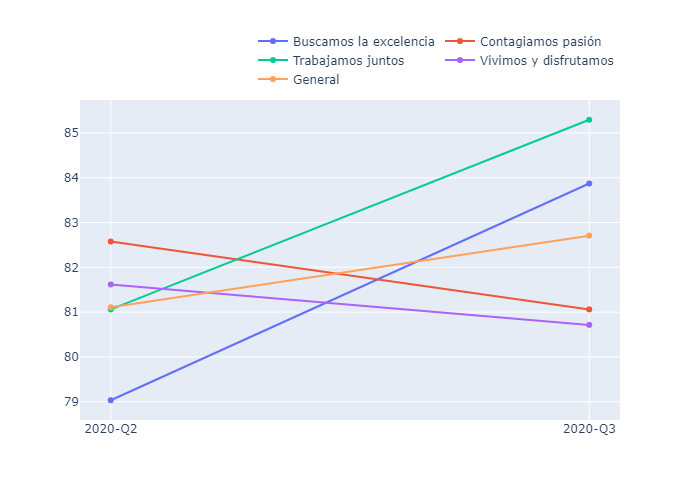 Buscamos la excelencia Contagiamos pasión
Trabajamos juntos Vivimos y disfrutamos
General
85
84
83
82
81
80
79
2020-Q2 2020-Q3